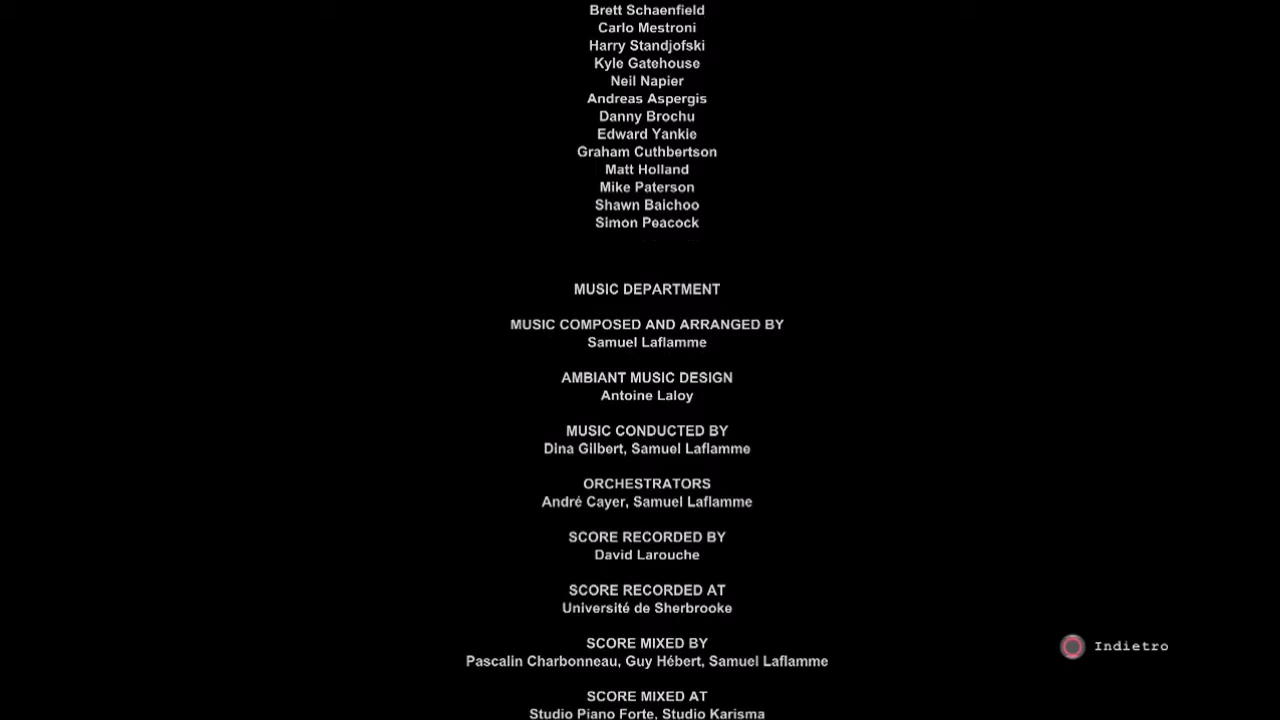 Brett Schaenfield
Carlo Mestroni
Harry Standjofski
Kyle Gatehouse
Neil Napier
Andreas Aspergis
Danny Brochu
Edward Yankie
Graham Cuthbertson
Matt Holland
Mike Paterson
Shawn Baichoo
Simon Peacock
MUSIC DEPARTMENT
MUSIC COMPOSED AND ARRANGED BY
Samuel Laflamme
AMBIANT MUSIC DESIGN
Antoine Laloy
MUSIC CONDUCTED BY
Dina Gilbert, Samuel Laflamme
ORCHESTRATORS
André Cayer, Samuel Laflamme
SCORE RECORDED BY
David Larouche
SCORE RECORDED AT
Université de Sherbrooke
SCORE MIXED BY
Pascalin Charbonneau, Guy Hébert, Samuel Laflamme
SCORE MIXED AT
Studio Piano Forte, Studio Karisma
Indietro